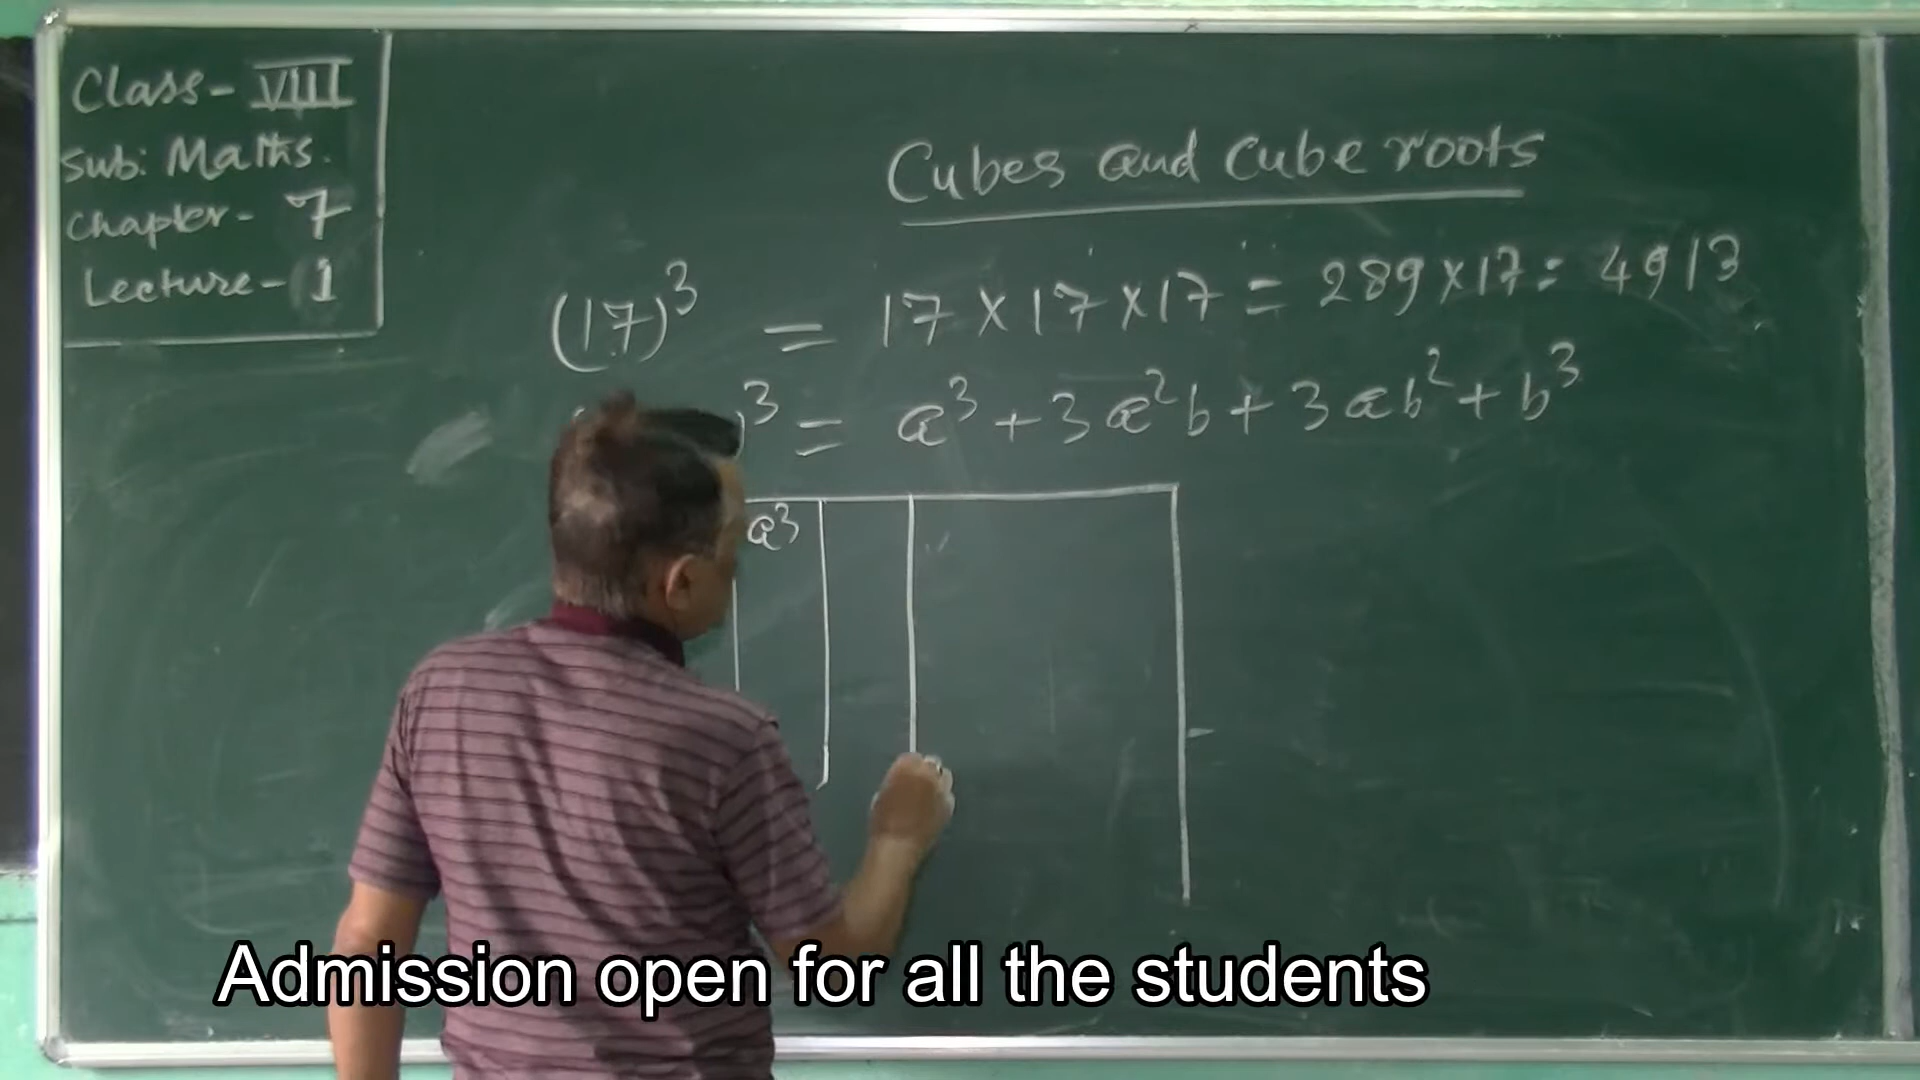 Class- VIII
Sub: Maths.
Chapter- 7
Lecture- 1
Cubes and Cube roots
(17)³ = 17 × 17 × 17 = 289 × 17 = 4913
)³ = a³ + 3a²b + 3ab² + b³
a³
Admission open for all the students